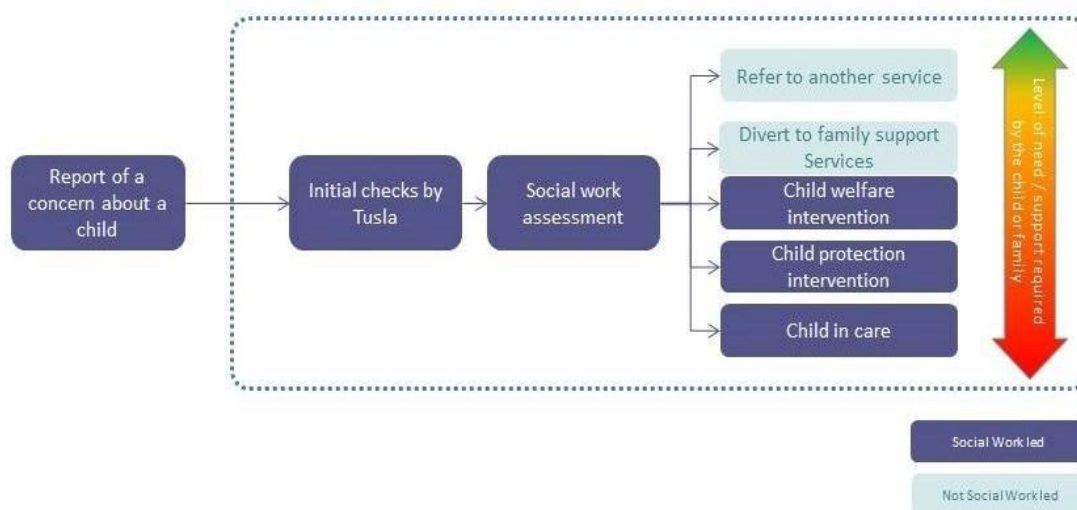 Report of a
concern about a
child
Initial checks by
Tusla
Social work
assessment
Refer to another service
Divert to family support
Services
Child welfare
intervention
Child protection
intervention
Child in care
Level of need / support required
by the child or family
Social Work led
Not Social Work led